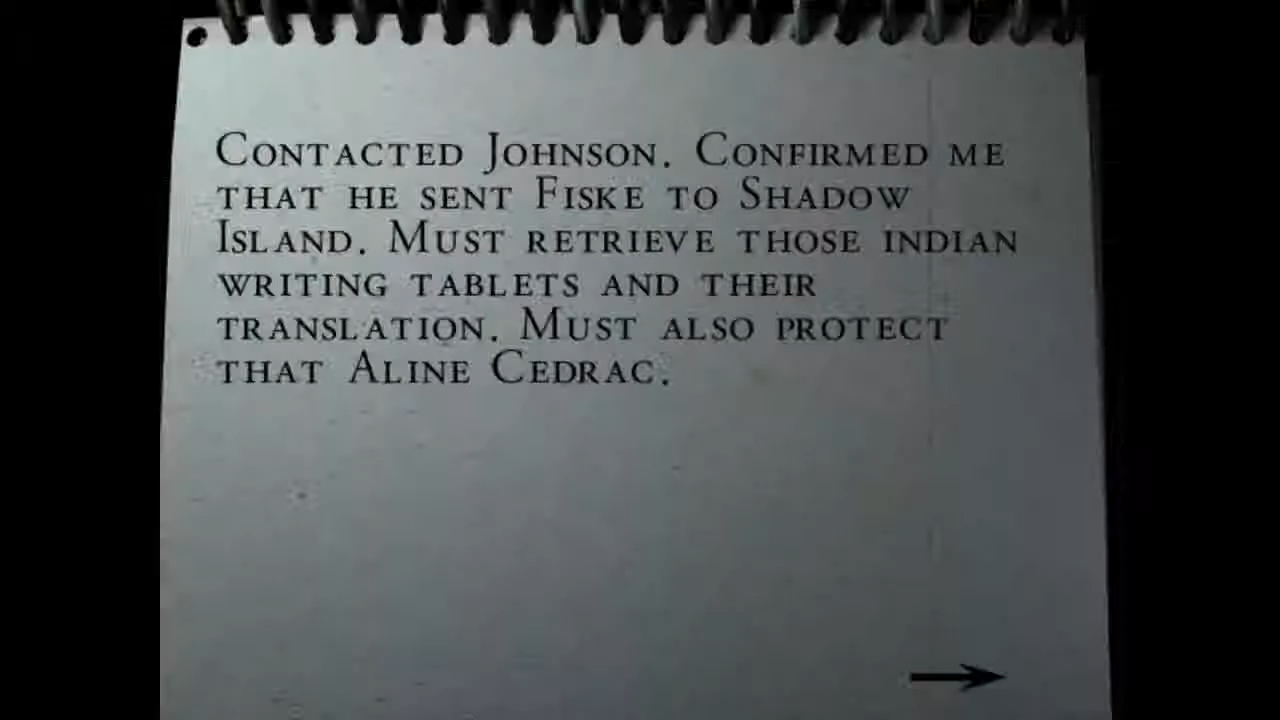 Contacted Johnson. Confirmed me
that he sent Fiske to Shadow
Island. Must retrieve those indian
writing tablets and their
translation. Must also protect
that Aline Cedrac.